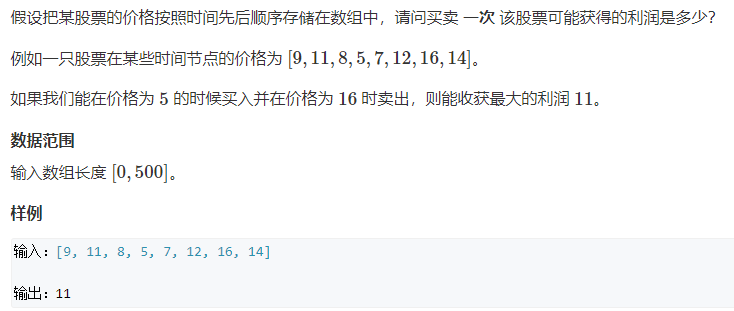 假设把某股票的价格按照时间先后顺序存储在数组中，请问买卖 一次 该股票可能获得的利润是多少？
例如一只股票在某些时间节点的价格为 [9, 11, 8, 5, 7, 12, 16, 14]。
如果我们能在价格为 5 的时候买入并在价格为 16 时卖出，则能收获最大的利润 11。
数据范围
输入数组长度 [0, 500]。
样例
输入：[9, 11, 8, 5, 7, 12, 16, 14]
输出：11